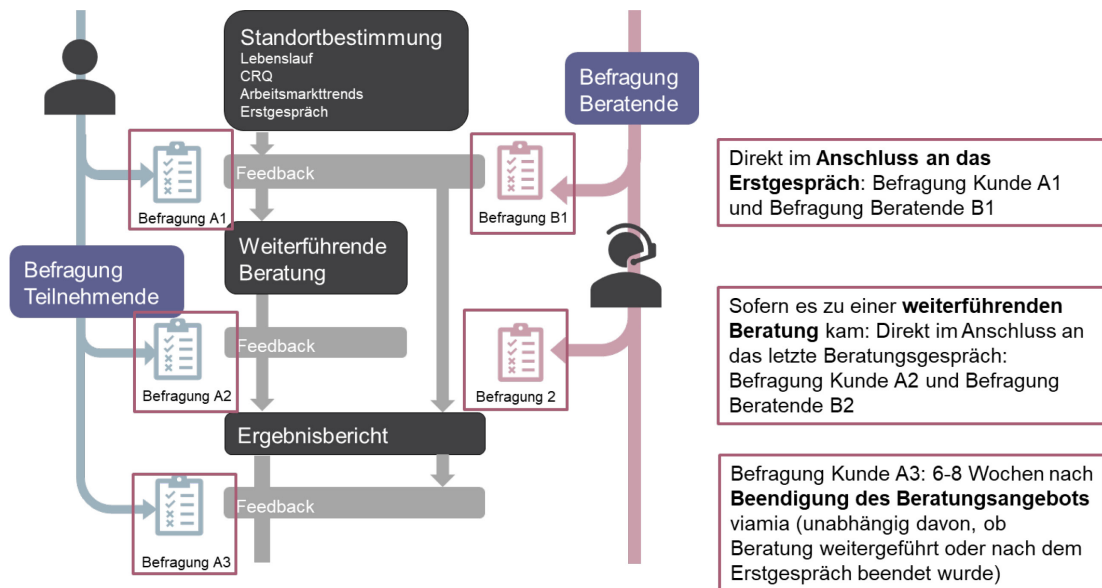 Standortbestimmung
Lebenslauf
CRQ
Arbeitsmarkttrends
Erstgespräch
Befragung
Beratende
Feedback
Befragung A1
Befragung B1
Direkt im Anschluss an das
Erstgespräch: Befragung Kunde A1
und Befragung Beratende B1
Weiterführende
Beratung
Befragung
Teilnehmende
Feedback
Befragung A2
Befragung 2
Sofern es zu einer weiterführenden
Beratung kam: Direkt im Anschluss an
das letzte Beratungsgespräch:
Befragung Kunde A2 und Befragung
Beratende B2
Ergebnisbericht
Feedback
Befragung A3
Befragung Kunde A3: 6-8 Wochen nach
Beendigung des Beratungsangebots
viamia (unabhängig davon, ob
Beratung weitergeführt oder nach dem
Erstgespräch beendet wurde)